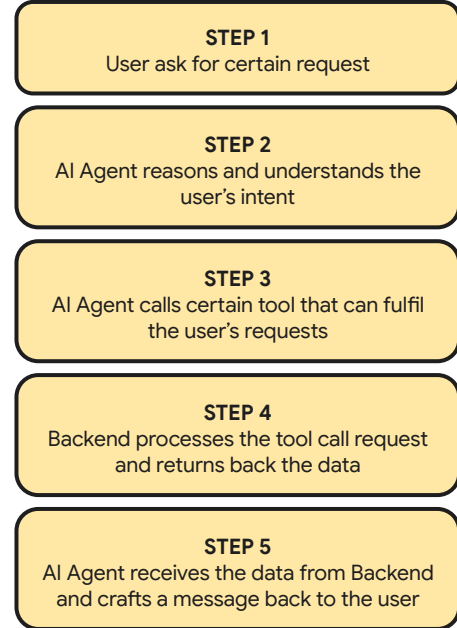 STEP 1
User ask for certain request
STEP 2
AI Agent reasons and understands the
user's intent
STEP 3
AI Agent calls certain tool that can fulfil
the user's requests
STEP 4
Backend processes the tool call request
and returns back the data
STEP 5
AI Agent receives the data from Backend
and crafts a message back to the user